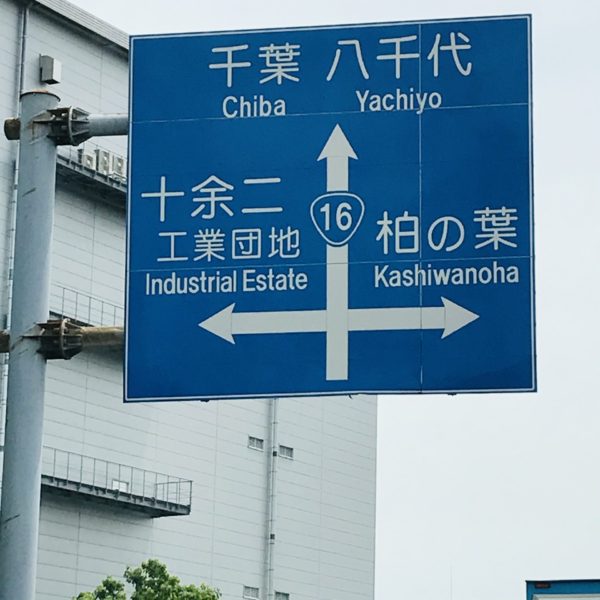 千葉 八千代
Chiba Yachiyo
十余二
工業団地
Industrial Estate
16
柏の葉
Kashiwanoha